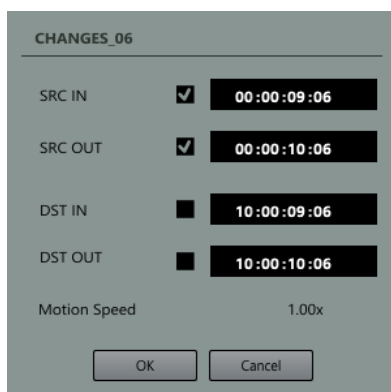 CHANGES_06
SRC IN 00:00:09:06
SRC OUT 00:00:10:06
DST IN 10:00:09:06
DST OUT 10:00:10:06
Motion Speed 1.00x
OK Cancel